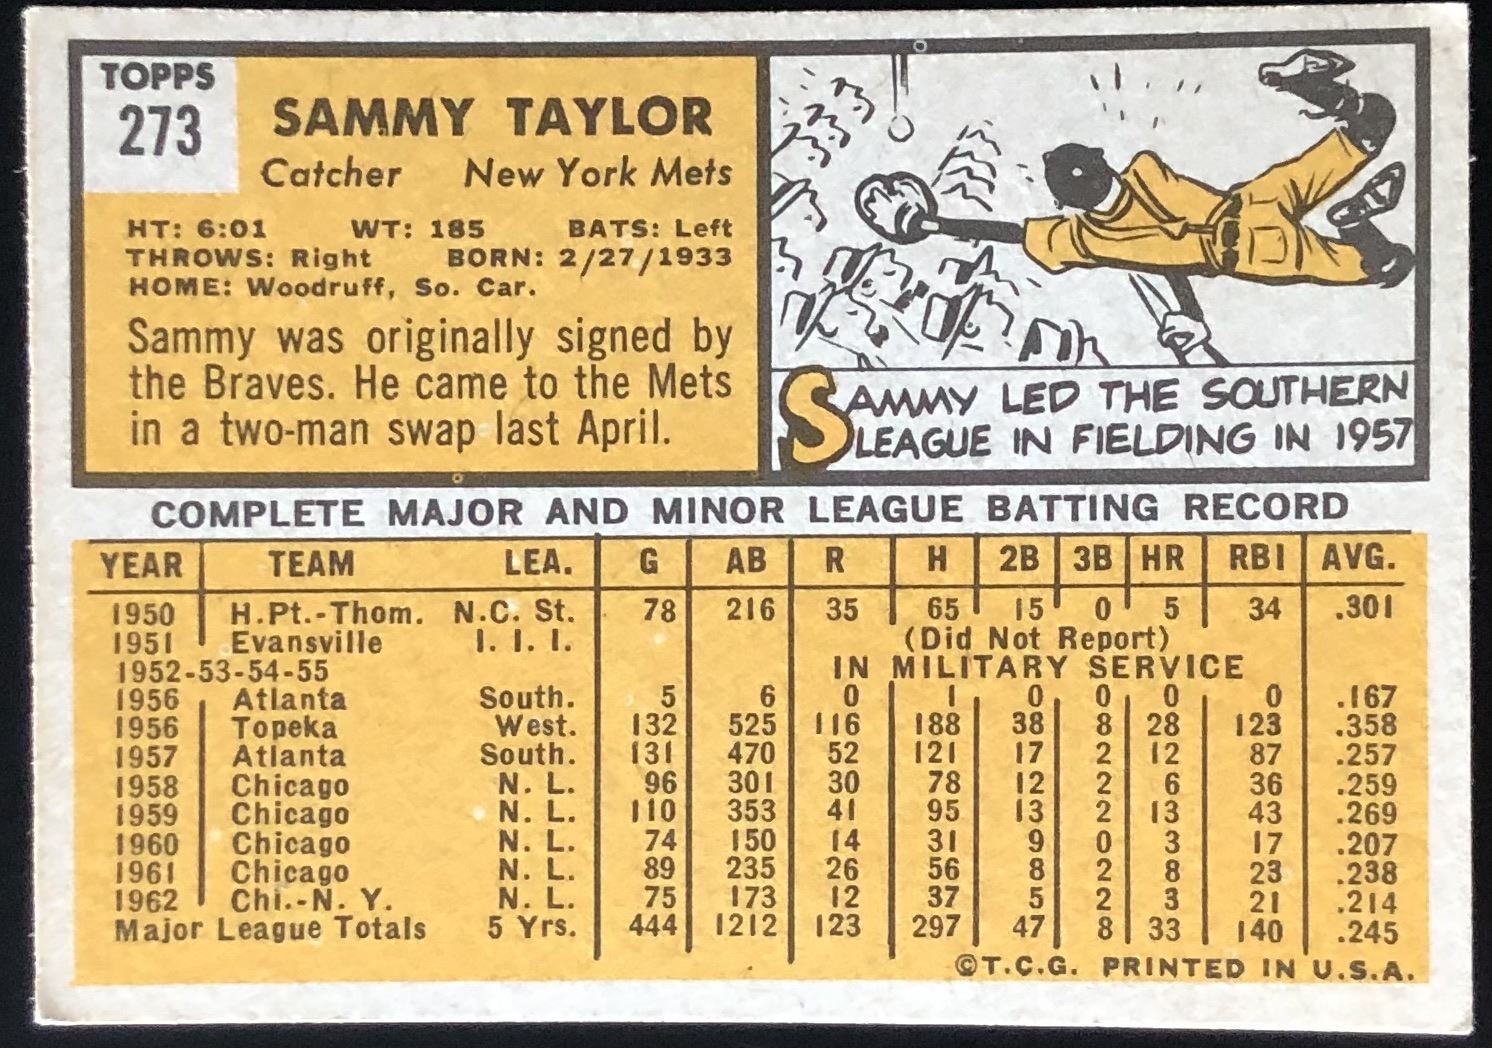 TOPPS
273
SAMMY TAYLOR
Catcher New York Mets
HT: 6:01 WT: 185 BATS: Left
THROWS: Right BORN: 2/27/1933
HOME: Woodruff, So. Car.
Sammy was originally signed by
the Braves. He came to the Mets
in a two-man swap last April.
SAMMY LED THE SOUTHERN
LEAGUE IN FIELDING IN 1957
COMPLETE MAJOR AND MINOR LEAGUE BATTING RECORD
YEAR TEAM LEA. G AB R H 2B 3B HR RBI AVG.
1950 H.Pt.-Thom. N.C. St. 78 216 35 65 15 0 5 34 .301
1951 Evansville I. I. I. (Did Not Report)
1952-53-54-55 IN MILITARY SERVICE
1956 Atlanta South. 5 6 0 1 0 0 0 0 .167
1956 Topeka West. 132 525 116 188 38 8 28 123 .358
1957 Atlanta South. 131 470 52 121 17 2 12 87 .257
1958 Chicago N. L. 96 301 30 78 12 2 6 36 .259
1959 Chicago N. L. 110 353 41 95 13 2 13 43 .269
1960 Chicago N. L. 74 150 14 31 9 0 3 17 .207
1961 Chicago N. L. 89 235 26 56 8 2 8 23 .238
1962 Chi.-N. Y. N. L. 75 173 12 37 5 2 3 21 .214
Major League Totals 5 Yrs. 444 1212 123 297 47 8 33 140 .245
©T.C.G. PRINTED IN U.S.A.